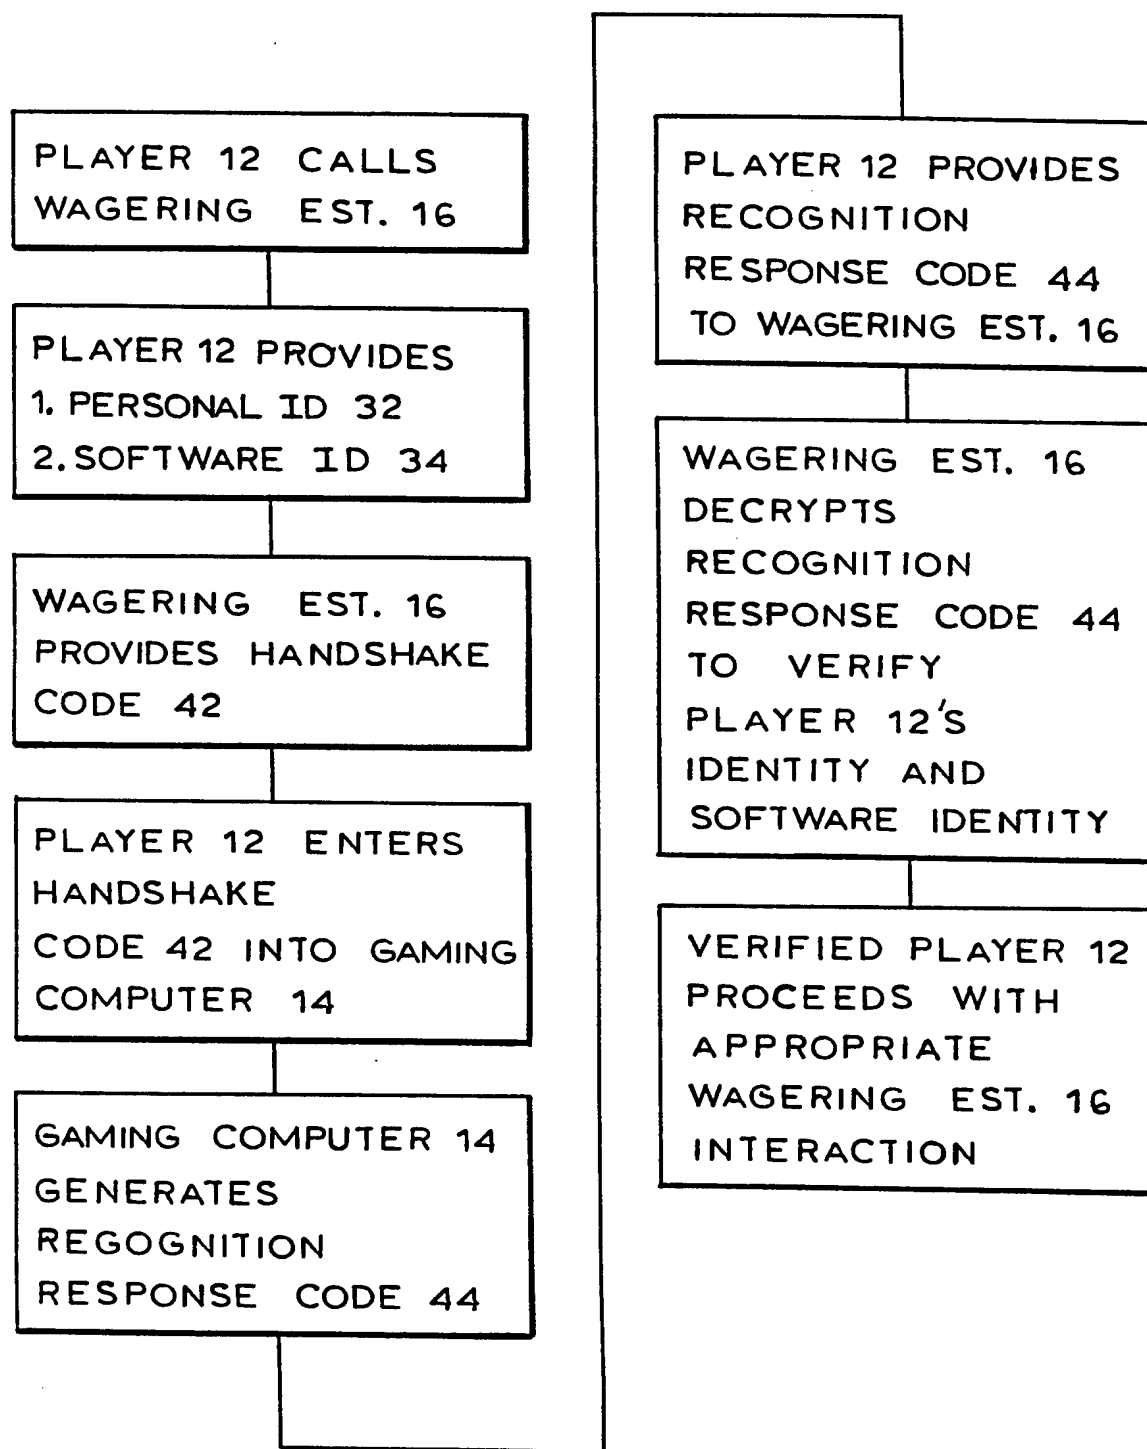 PLAYER 12 CALLS
WAGERING EST. 16
PLAYER 12 PROVIDES
1. PERSONAL ID 32
2. SOFTWARE ID 34
WAGERING EST. 16
PROVIDES HANDSHAKE
CODE 42
PLAYER 12 ENTERS
HANDSHAKE
CODE 42 INTO GAMING
COMPUTER 14
GAMING COMPUTER 14
GENERATES
REGOGNITION
RESPONSE CODE 44
PLAYER 12 PROVIDES
RECOGNITION
RESPONSE CODE 44
TO WAGERING EST. 16
WAGERING EST. 16
DECRYPTS
RECOGNITION
RESPONSE CODE 44
TO VERIFY
PLAYER 12'S
IDENTITY AND
SOFTWARE IDENTITY
VERIFIED PLAYER 12
PROCEEDS WITH
APPROPRIATE
WAGERING EST. 16
INTERACTION